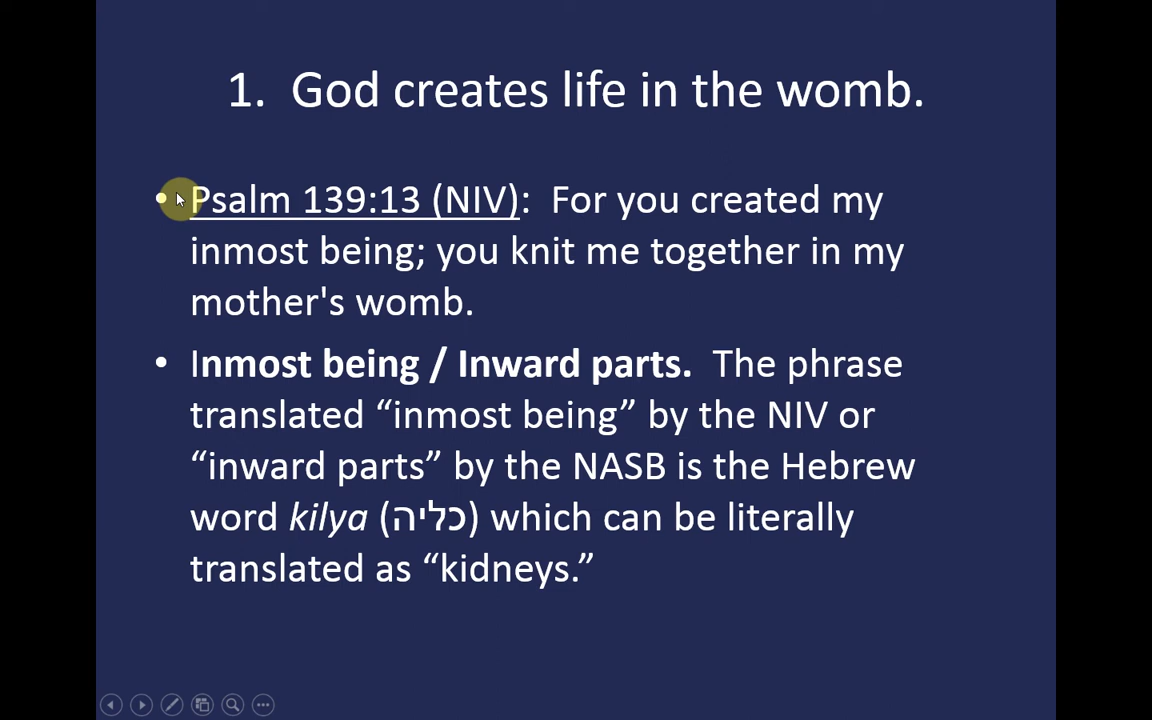 1. God creates life in the womb.
• Psalm 139:13 (NIV): For you created my
inmost being; you knit me together in my
mother's womb.
• Inmost being / Inward parts. The phrase
translated “inmost being” by the NIV or
“inward parts” by the NASB is the Hebrew
word kilya (כליה) which can be literally
translated as “kidneys.”